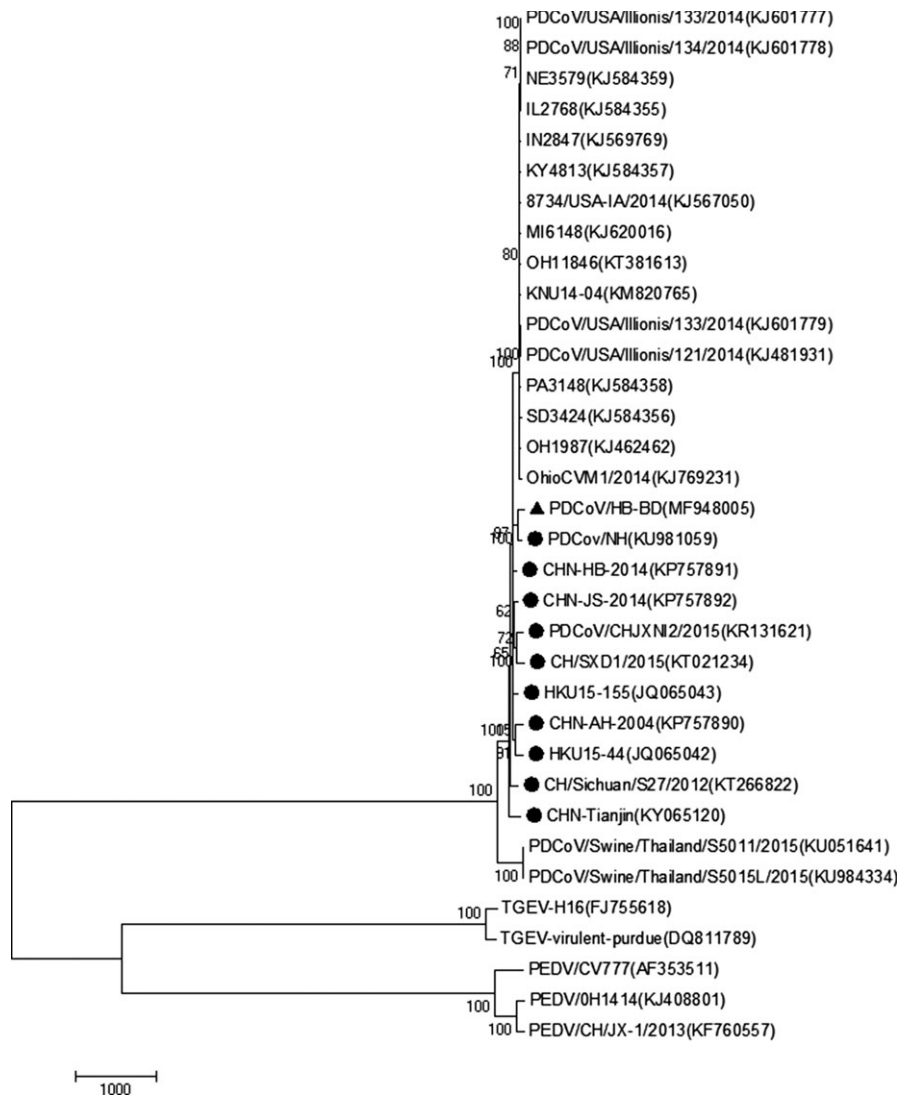 PDCoV/USA/Illionis/133/2014(KJ601777)
100
88
PDCoV/USA/Illionis/134/2014(KJ601778)
71
NE3579(KJ584359)
IL2768(KJ584355)
IN2847(KJ569769)
KY4813(KJ584357)
8734/USA-IA/2014(KJ567050)
MI6148(KJ620016)
80
OH11846(KT381613)
KNU14-04(KM820765)
PDCoV/USA/Illionis/133/2014(KJ601779)
100
PDCoV/USA/Illionis/121/2014(KJ481931)
100
PA3148(KJ584358)
SD3424(KJ584356)
OH1987(KJ462462)
OhioCVM1/2014(KJ769231)
PDCoV/HB-BD(MF948005)
97
100
PDCov/NH(KU981059)
CHN-HB-2014(KP757891)
CHN-JS-2014(KP757892)
62
PDCoV/CHJXNI2/2015(KR131621)
72
65
100
CH/SXD1/2015(KT021234)
HKU15-155(JQ065043)
CHN-AH-2004(KP757890)
100
HKU15-44(JQ065042)
CH/Sichuan/S27/2012(KT266822)
100
CHN-Tianjin(KY065120)
PDCoV/Swine/Thailand/S5011/2015(KU051641)
100
PDCoV/Swine/Thailand/S5015L/2015(KU984334)
100
TGEV-H16(FJ755618)
TGEV-virulent-purdue(DQ811789)
PEDV/CV777(AF353511)
100
PEDV/0H1414(KJ408801)
100
PEDV/CH/JX-1/2013(KF760557)
1000